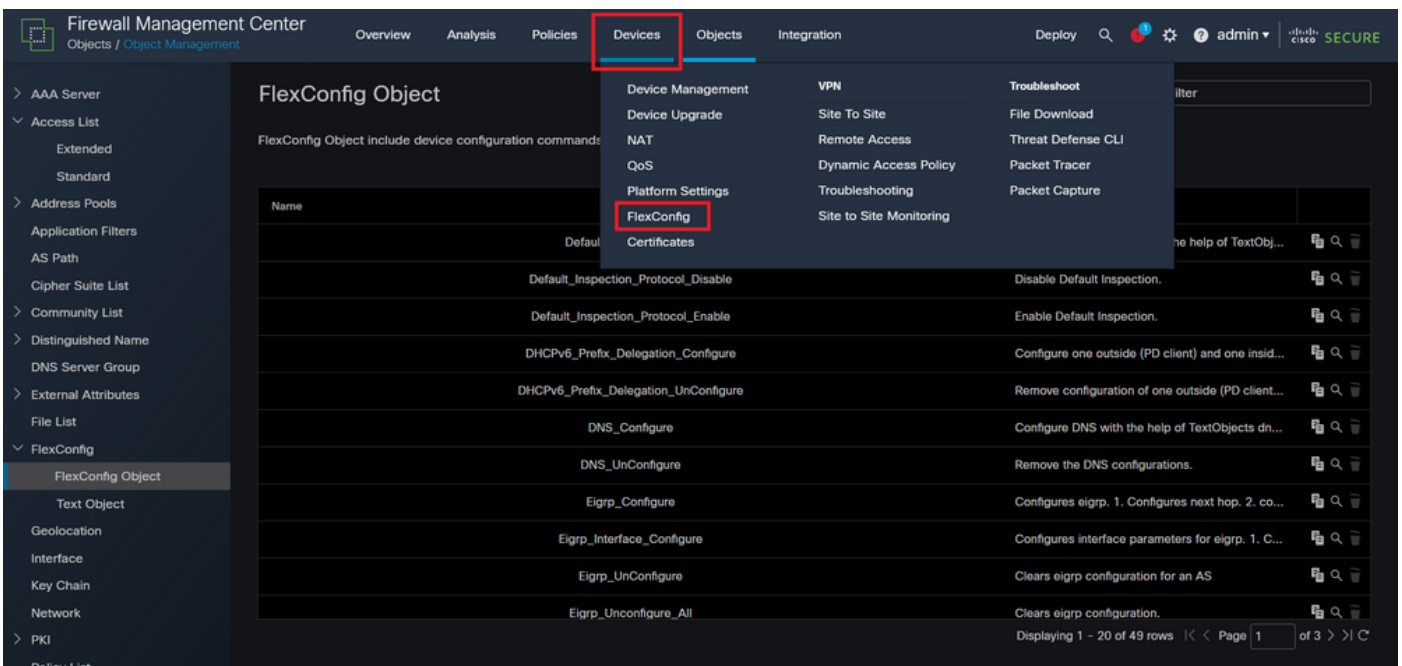 Firewall Management Center
Objects / Object Management
Overview Analysis Policies Devices Objects Integration Deploy 1 admin cisco SECURE
AAA Server
Access List
Extended
Standard
Address Pools
Application Filters
AS Path
Cipher Suite List
Community List
Distinguished Name
DNS Server Group
External Attributes
File List
FlexConfig
FlexConfig Object
Text Object
Geolocation
Interface
Key Chain
Network
PKI
FlexConfig Object
ilter
FlexConfig Object include device configuration commands
Device Management
Device Upgrade
NAT
QoS
Platform Settings
FlexConfig
Certificates
VPN
Site To Site
Remote Access
Dynamic Access Policy
Troubleshooting
Site to Site Monitoring
Troubleshoot
File Download
Threat Defense CLI
Packet Tracer
Packet Capture
Name
Defaul he help of TextObj...
Default_Inspection_Protocol_Disable Disable Default Inspection.
Default_Inspection_Protocol_Enable Enable Default Inspection.
DHCPv6_Prefix_Delegation_Configure Configure one outside (PD client) and one insid...
DHCPv6_Prefix_Delegation_UnConfigure Remove configuration of one outside (PD client...
DNS_Configure Configure DNS with the help of TextObjects dn...
DNS_UnConfigure Remove the DNS configurations.
Eigrp_Configure Configures eigrp. 1. Configures next hop. 2. co...
Eigrp_Interface_Configure Configures interface parameters for eigrp. 1. C...
Eigrp_UnConfigure Clears eigrp configuration for an AS
Eigrp_Unconfigure_All Clears eigrp configuration.
Displaying 1 - 20 of 49 rows |< < Page 1 of 3 > >|